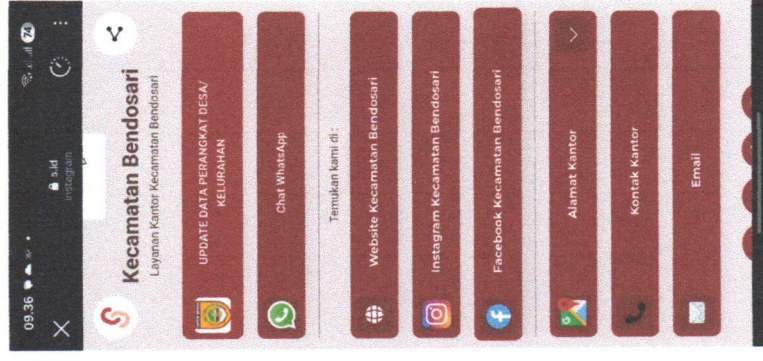 09.36
74
s.id
instagram
Kecamatan Bendosari
Layanan Kantor Kecamatan Bendosari
UPDATE DATA PERANGKAT DESA/
KELURAHAN
Chat WhatsApp
Temukan kami di :
Website Kecamatan Bendosari
Instagram Kecamatan Bendosari
Facebook Kecamatan Bendosari
Alamat Kantor
Kontak Kantor
Email